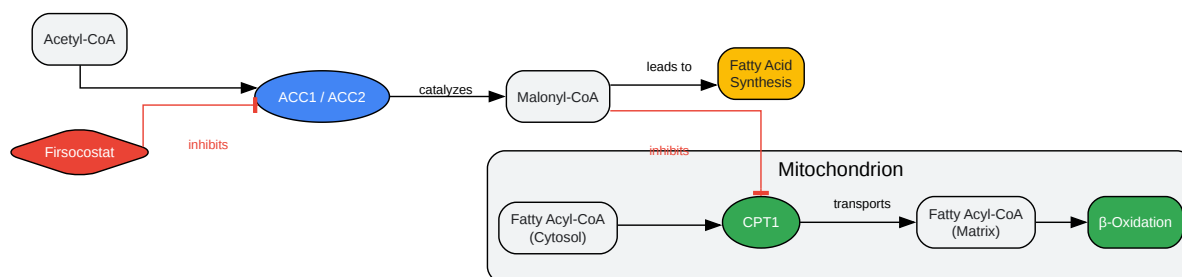 Acetyl-CoA
Firsocostat
inhibits
ACC1 / ACC2
catalyzes
Malonyl-CoA
leads to
Fatty Acid
Synthesis
inhibits
Mitochondrion
Fatty Acyl-CoA
(Cytosol)
CPT1
transports
Fatty Acyl-CoA
(Matrix)
β-Oxidation